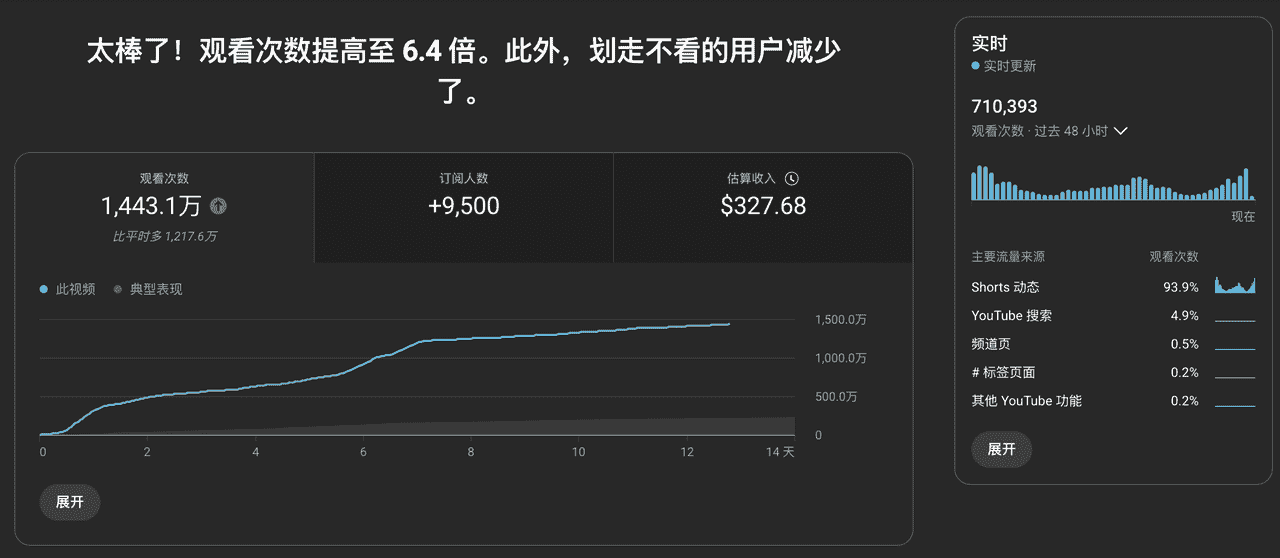 太棒了！观看次数提高至 6.4 倍。此外，划走不看的用户减少
了。
观看次数
1,443.1万
比平时多 1,217.6万
订阅人数
+9,500
估算收入
$327.68
此视频
典型表现
1,500.0万
1,000.0万
500.0万
0
0 2 4 6 8 10 12 14 天
展开
实时
实时更新
710,393
观看次数 · 过去 48 小时
现在
主要流量来源 观看次数
Shorts 动态 93.9%
YouTube 搜索 4.9%
频道页 0.5%
# 标签页面 0.2%
其他 YouTube 功能 0.2%
展开